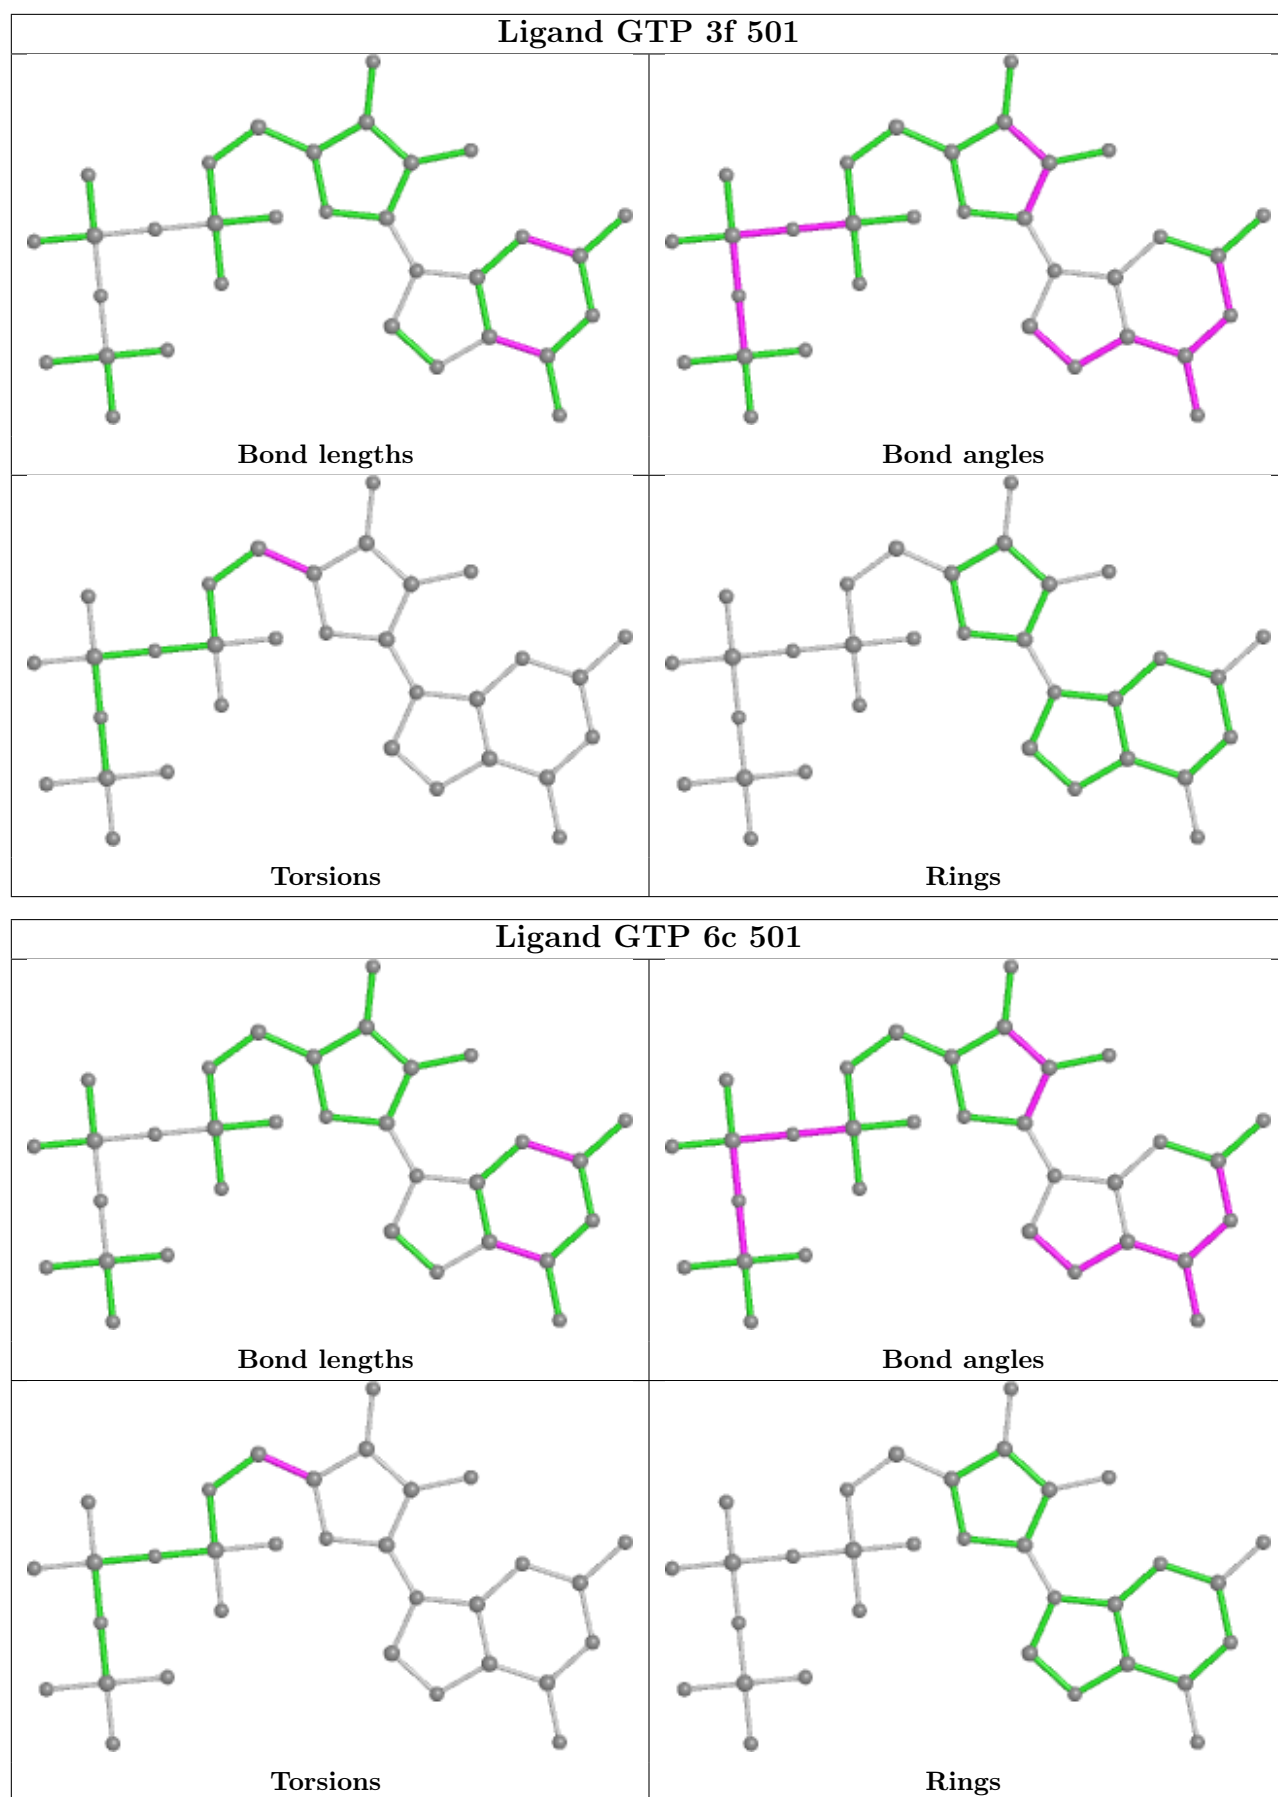 Ligand GTP 3f 501
Bond lengths
Bond angles
Torsions
Rings
Ligand GTP 6c 501
Bond lengths
Bond angles
Torsions
Rings